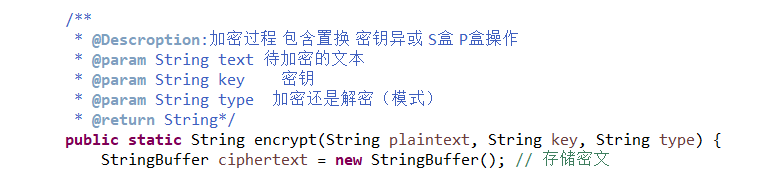 /**
 * @Descroption:加密过程 包含置换 密钥异或 S盒 P盒操作
 * @param String text 待加密的文本
 * @param String key 密钥
 * @param String type 加密还是解密（模式）
 * @return String*/
public static String encrypt(String plaintext, String key, String type) {
StringBuffer ciphertext = new StringBuffer(); // 存储密文